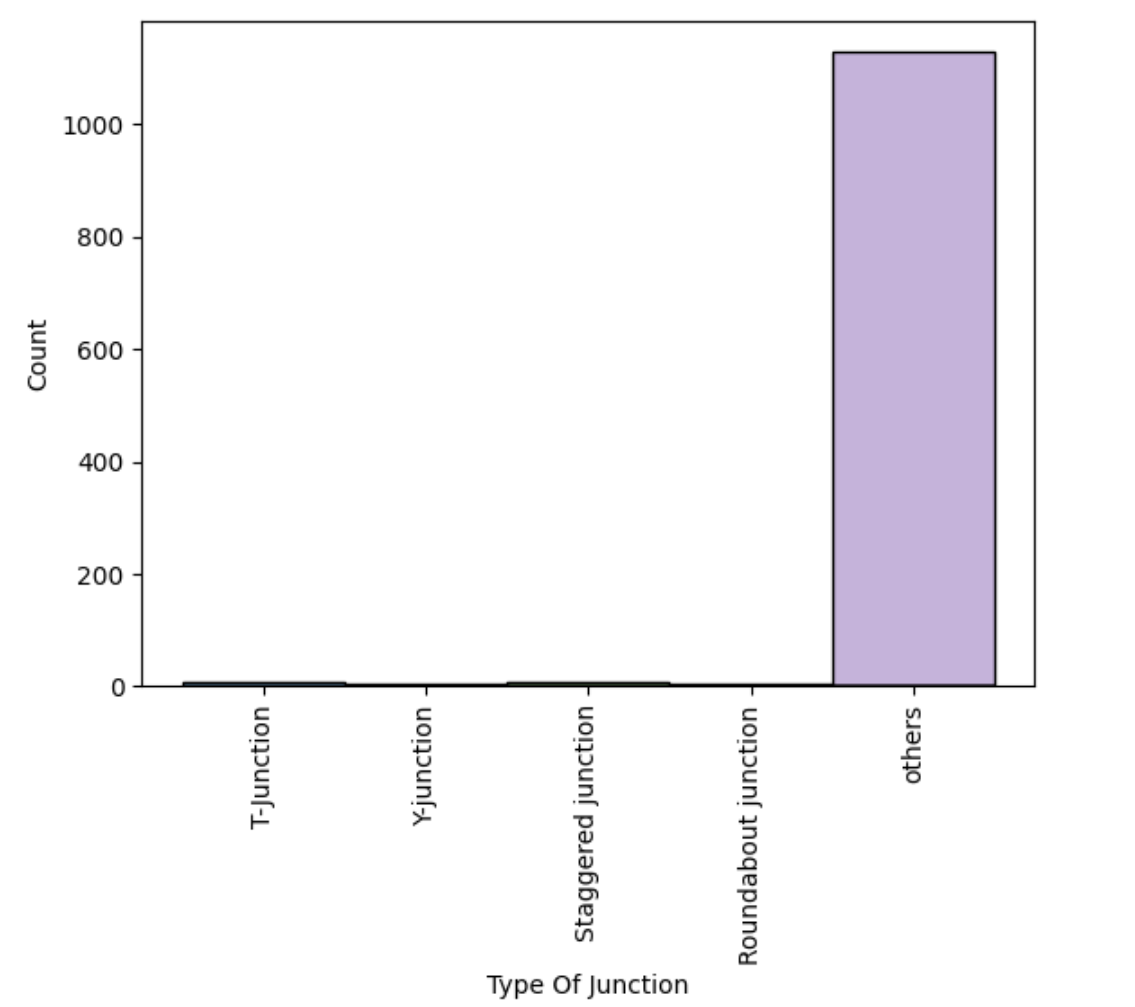 Count
1000
800
600
400
200
0
T-Junction
Y-junction
Staggered junction
Roundabout junction
others
Type Of Junction